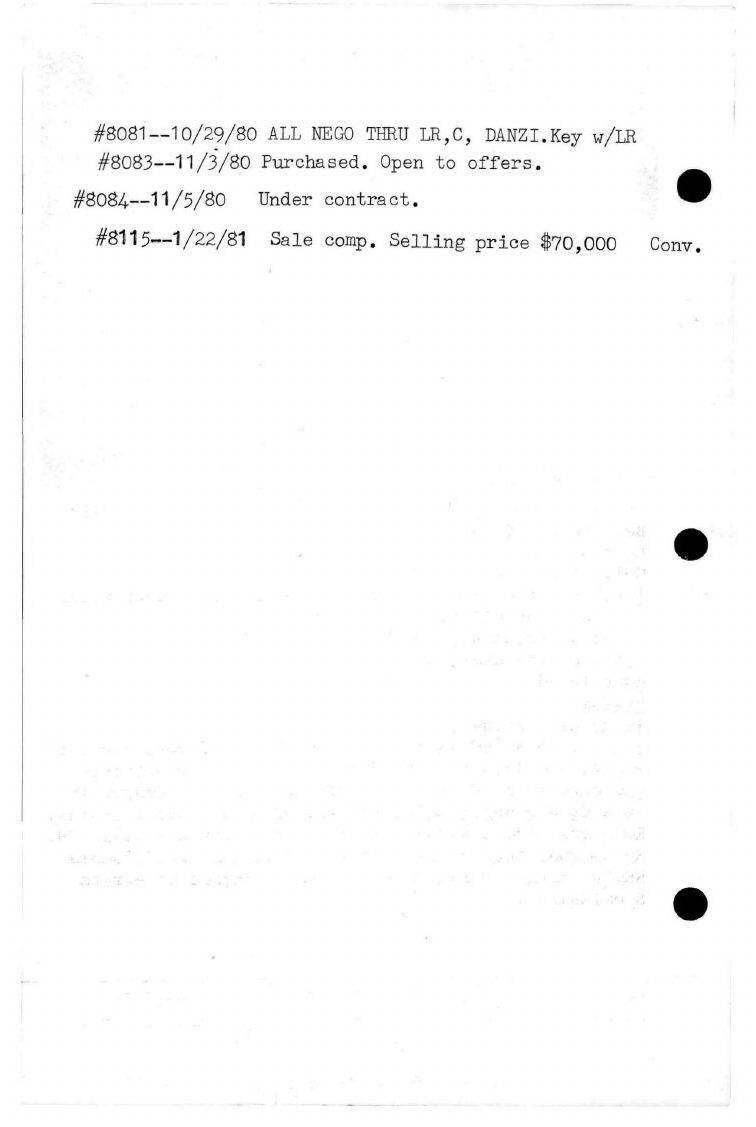 #8081--10/29/80 ALL NEGO THRU LR,C, DANZI.Key w/LR
#8083--11/3/80 Purchased. Open to offers.
#8084--11/5/80 Under contract.
#8115--1/22/81 Sale comp. Selling price $70,000 Conv.